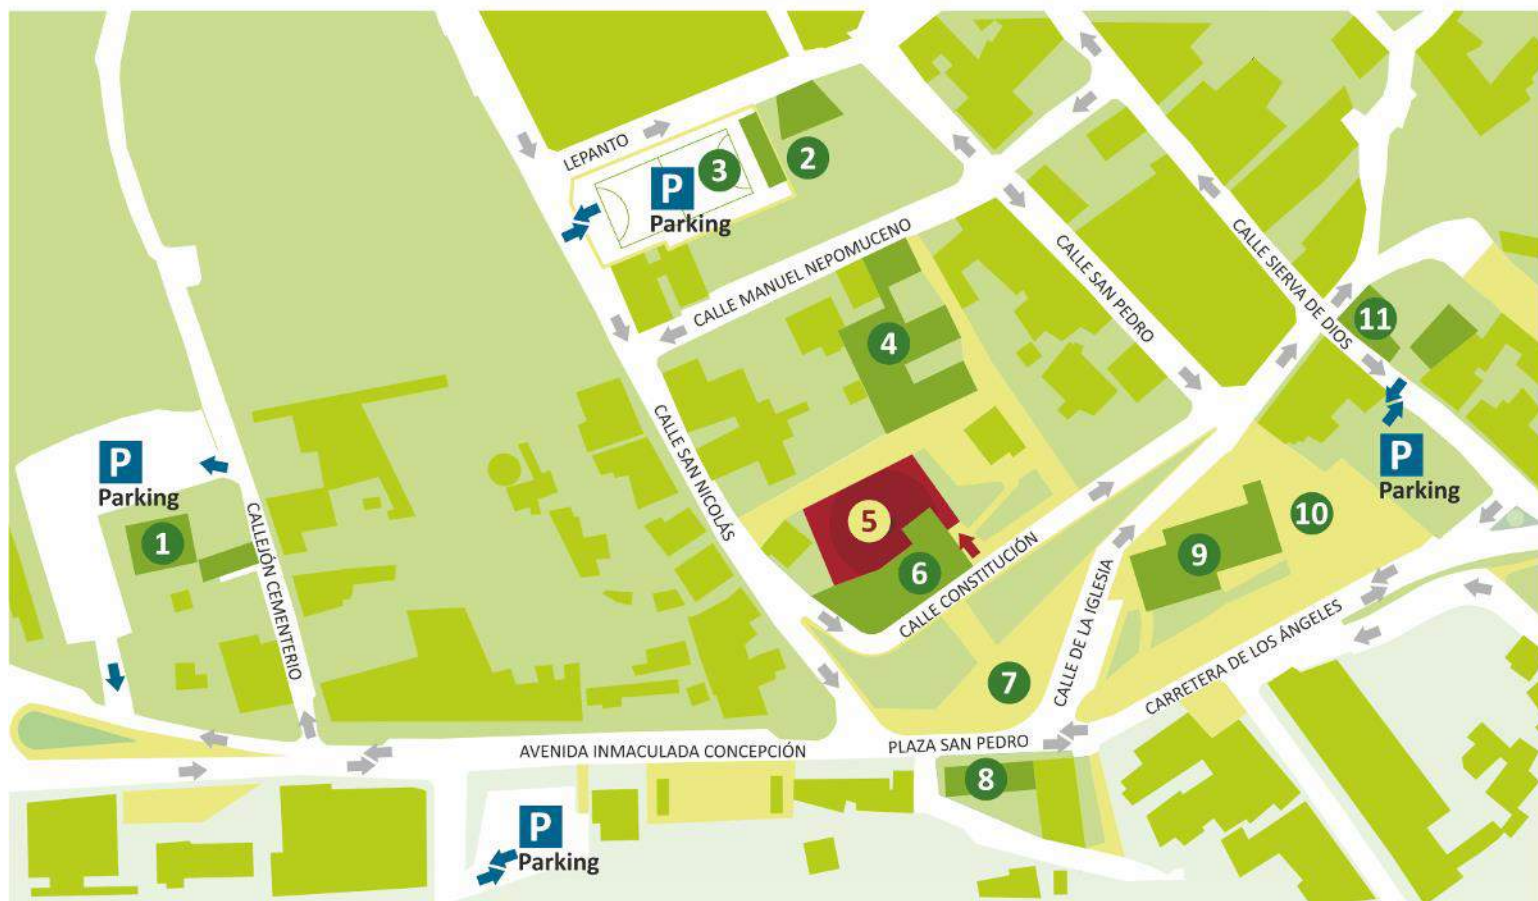 LEPANTO
3
2
P
Parking
CALLE MANUEL NEPOMUCENO
CALLE SAN PEDRO
CALLE SIERVA DE DIOS
11
4
P
Parking
P
Parking
CALLE SAN NICOLÁS
1
CALLEJÓN CEMENTERIO
5
6
CALLE CONSTITUCIÓN
10
9
CALLE DE LA IGLESIA
7
CARRETERA DE LOS ÁNGELES
AVENIDA INMACULADA CONCEPCIÓN
PLAZA SAN PEDRO
8
P
Parking